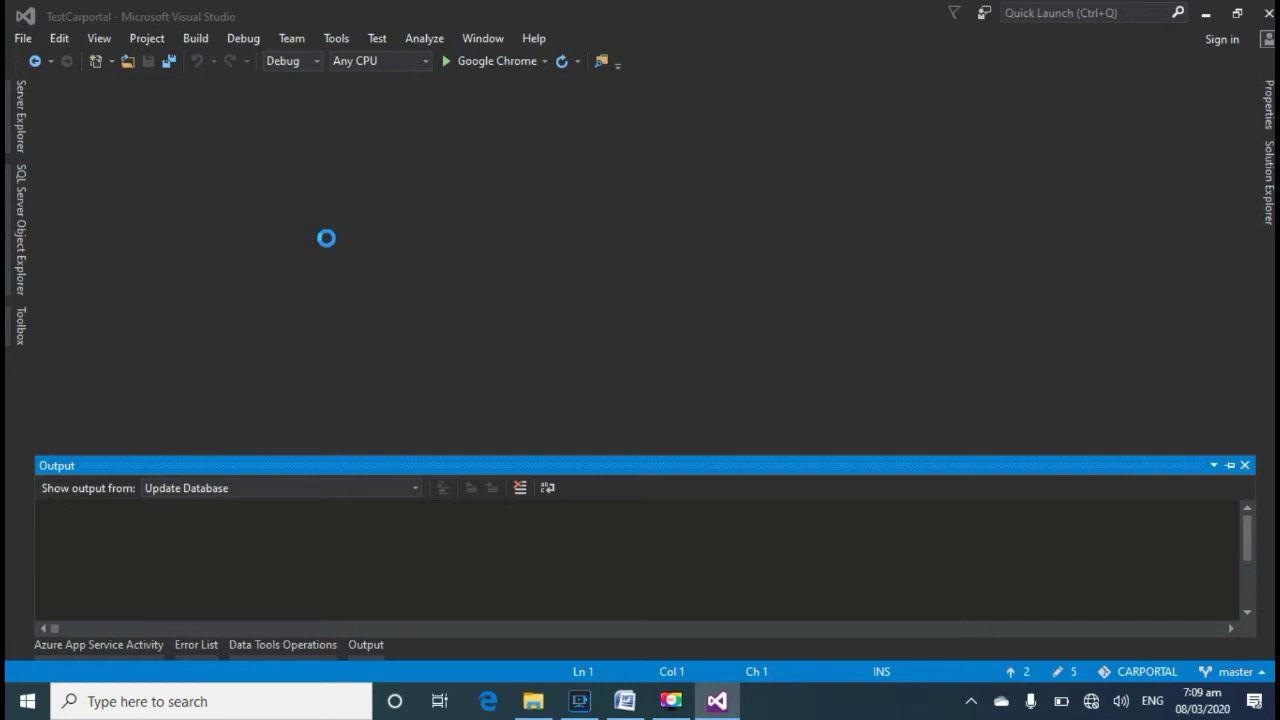 TestCarportal - Microsoft Visual Studio
Quick Launch (Ctrl+Q)
File Edit View Project Build Debug Team Tools Test Analyze Window Help
Sign in
Debug Any CPU Google Chrome
Server Explorer
SQL Server Object Explorer
Toolbox
Properties
Solution Explorer
Output
Show output from: Update Database
Azure App Service Activity Error List Data Tools Operations Output
Ln 1 Col 1 Ch 1 INS 2 5 CARPORTAL master
Type here to search
ENG
7:09 am
08/03/2020